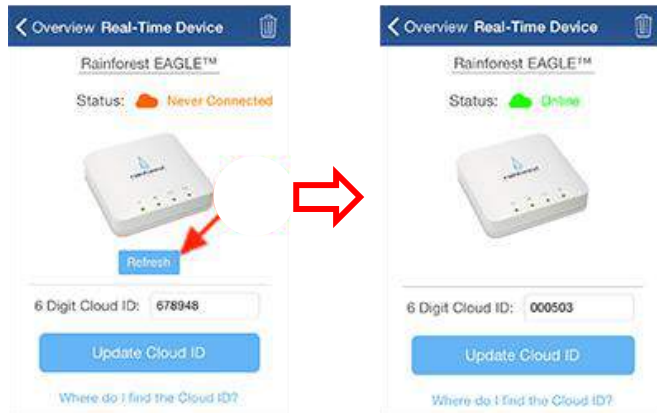 Overview Real-Time Device
Rainforest EAGLE™
Status: Never Connected
rainforest
Refresh
6 Digit Cloud ID: 678948
Update Cloud ID
Where do I find the Cloud ID?
Overview Real-Time Device
Rainforest EAGLE™
Status: Online
rainforest
6 Digit Cloud ID: 000503
Update Cloud ID
Where do I find the Cloud ID?